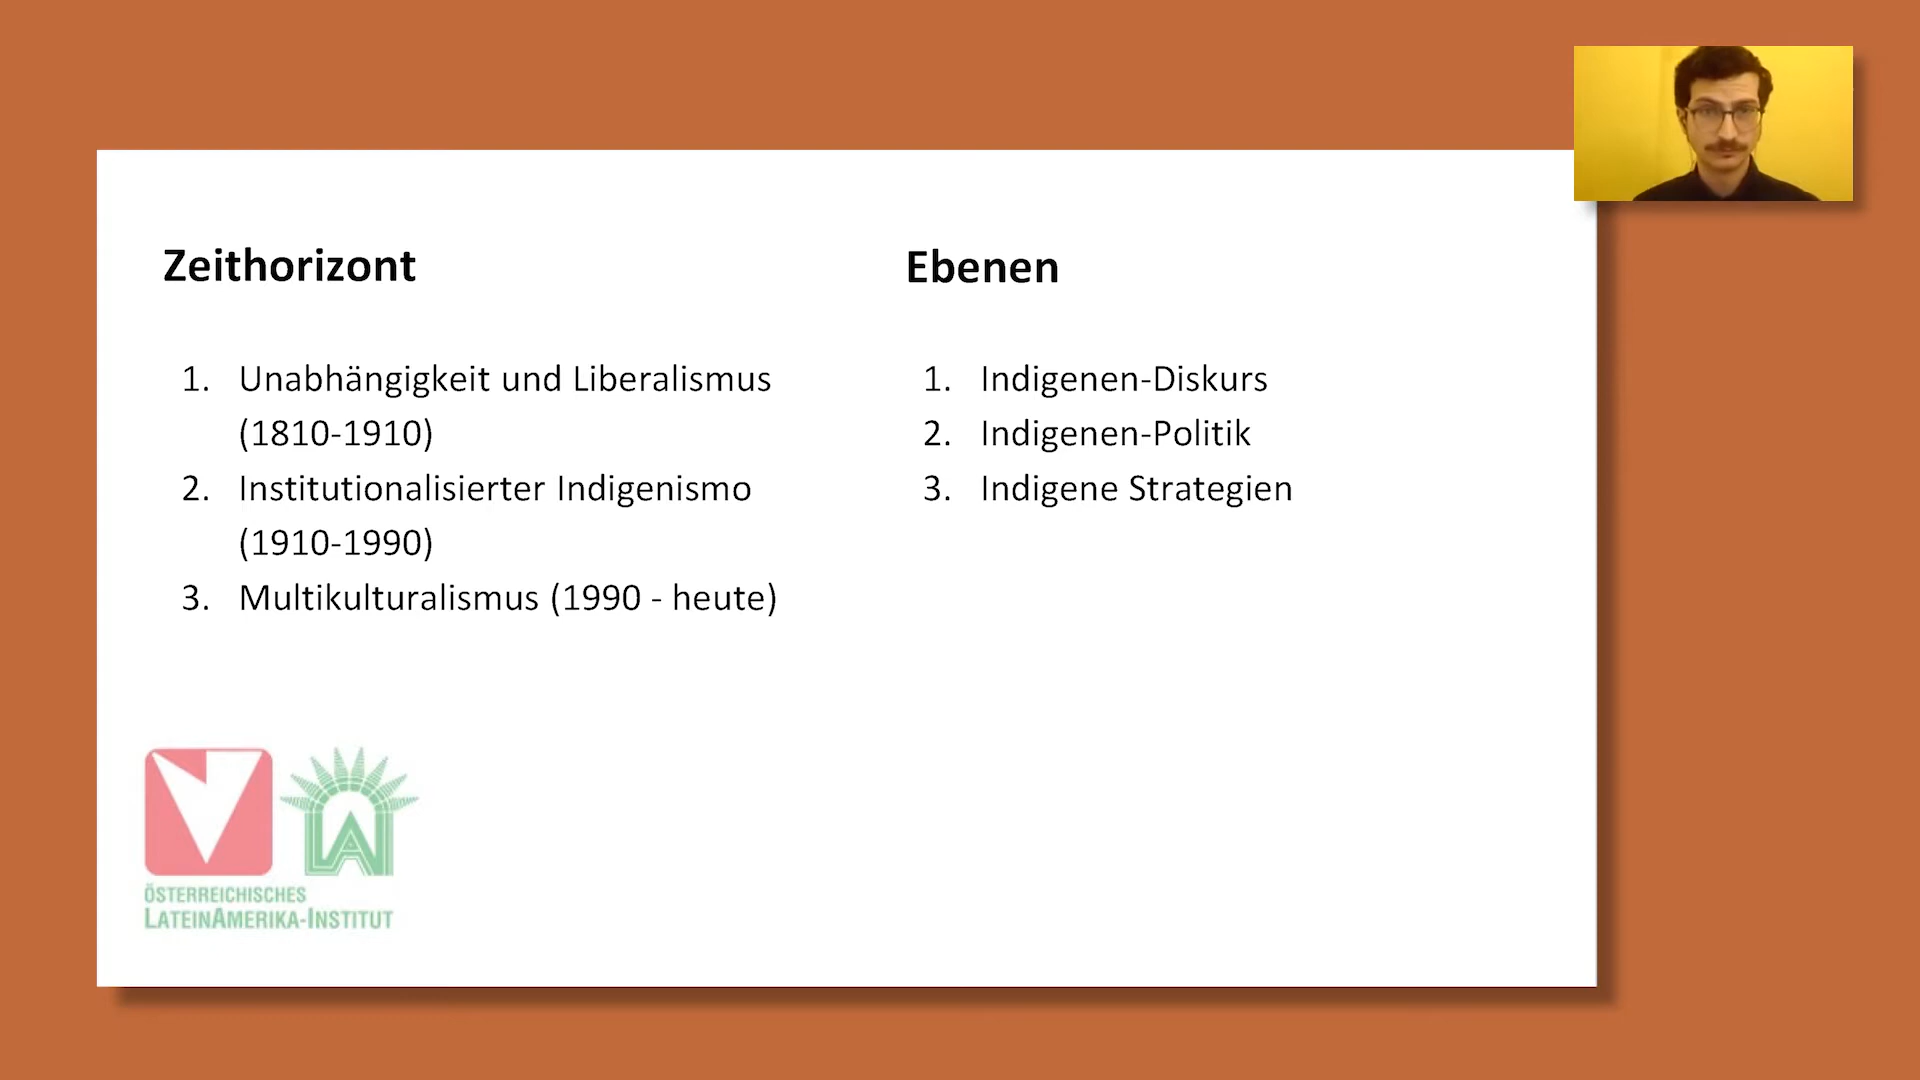 Zeithorizont
1. Unabhängigkeit und Liberalismus
(1810-1910)
2. Institutionalisierter Indigenismo
(1910-1990)
3. Multikulturalismus (1990 - heute)
Ebenen
1. Indigenen-Diskurs
2. Indigenen-Politik
3. Indigene Strategien
LAI
ÖSTERREICHISCHES
LATEINAMERIKA-INSTITUT